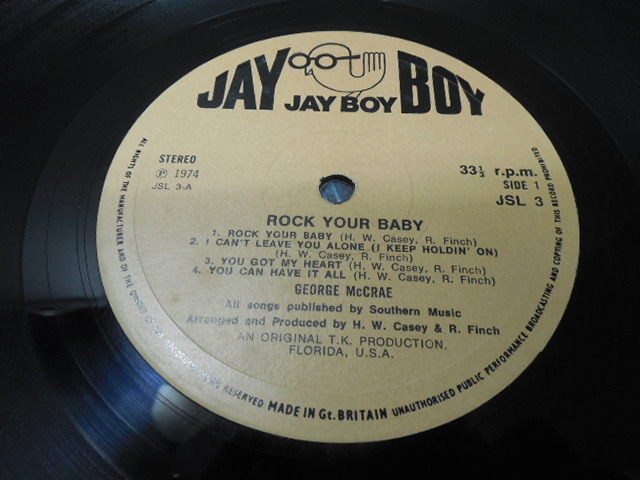 JAY BOY
JAY BOY
STEREO
℗ 1974
JSL 3-A
33⅓ r.p.m.
SIDE 1
JSL 3
ROCK YOUR BABY
1. ROCK YOUR BABY (H. W. Casey, R. Finch)
2. I CAN'T LEAVE YOU ALONE (I KEEP HOLDIN' ON)
(H. W. Casey, R. Finch)
3. YOU GOT MY HEART (H. W. Casey, R. Finch)
4. YOU CAN HAVE IT ALL (H. W. Casey, R. Finch)
GEORGE McCRAE
All songs published by Southern Music
Arranged and Produced by H. W. Casey & R. Finch
AN ORIGINAL T.K. PRODUCTION,
FLORIDA, U.S.A.
ALL RIGHTS OF THE MANUFACTURER AND OF THE OWNER OF RESERVED MADE IN Gt. BRITAIN UNAUTHORISED PUBLIC PERFORMANCE BROADCASTING AND COPYING OF THIS RECORD PROHIBITED